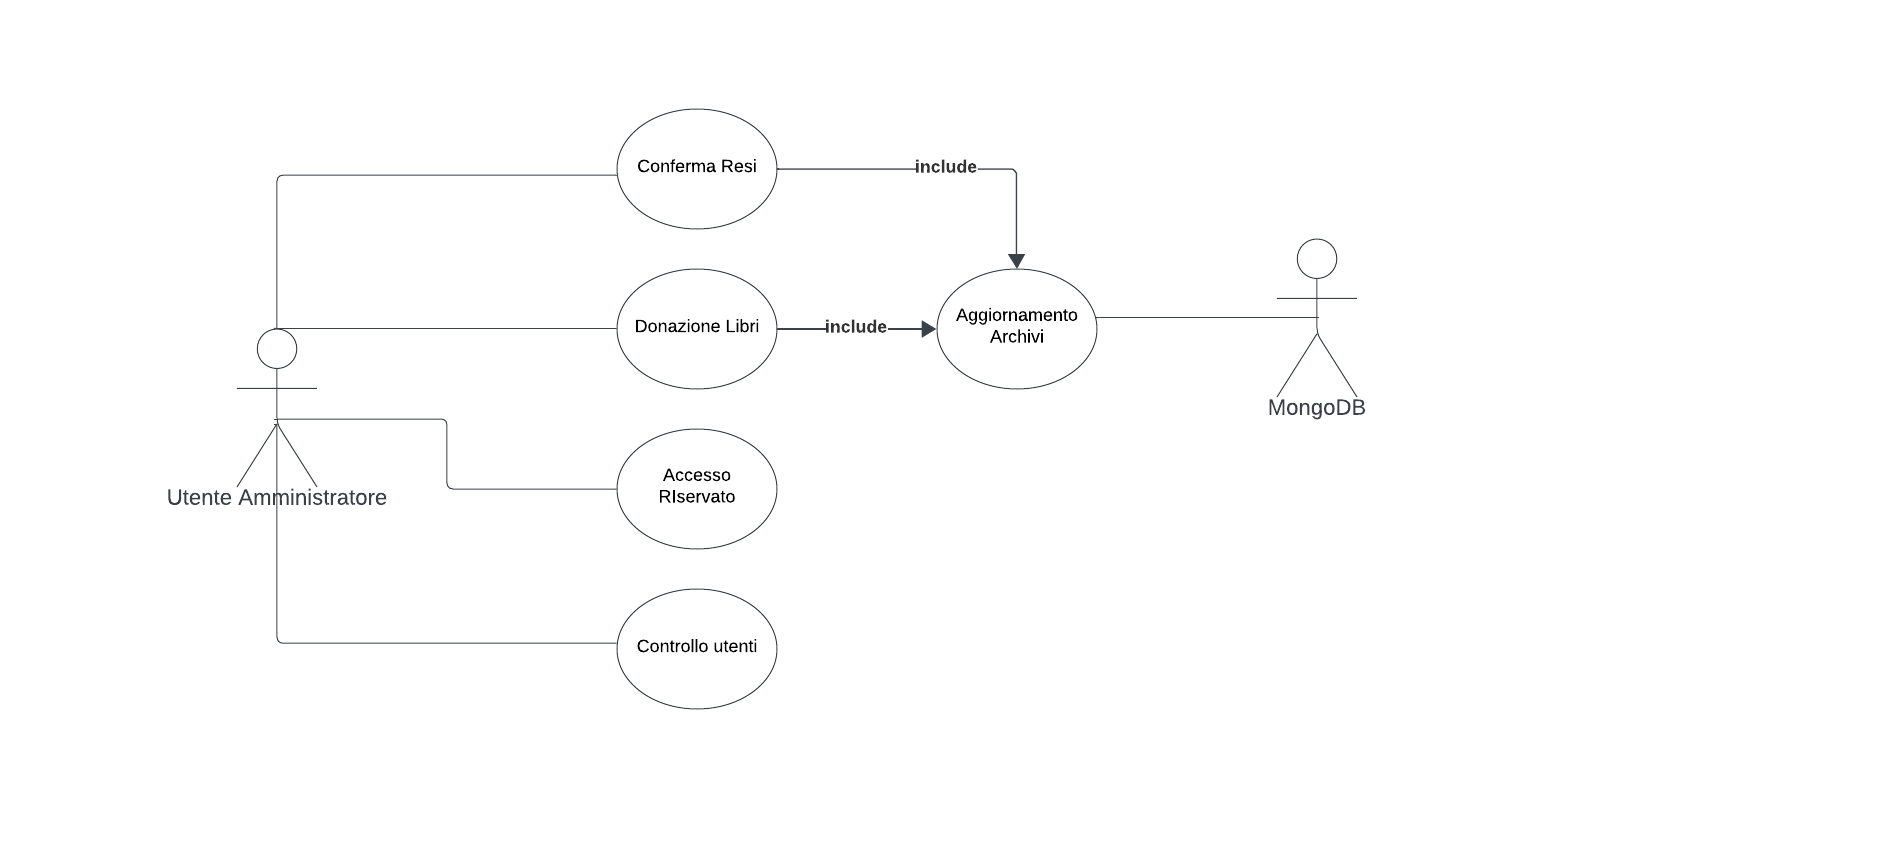 Conferma Resi
include
Donazione Libri
include
Aggiornamento
Archivi
MongoDB
Utente Amministratore
Accesso
RIservato
Controllo utenti